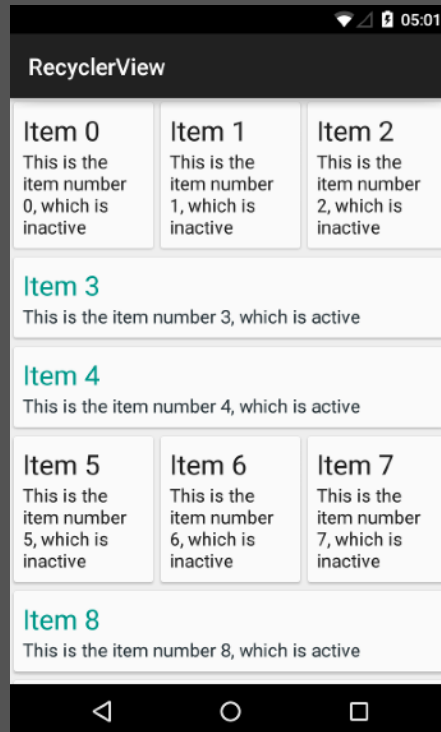 05:01
RecyclerView
Item 0
This is the
item number
0, which is
inactive
Item 1
This is the
item number
1, which is
inactive
Item 2
This is the
item number
2, which is
inactive
Item 3
This is the item number 3, which is active
Item 4
This is the item number 4, which is active
Item 5
This is the
item number
5, which is
inactive
Item 6
This is the
item number
6, which is
inactive
Item 7
This is the
item number
7, which is
inactive
Item 8
This is the item number 8, which is active